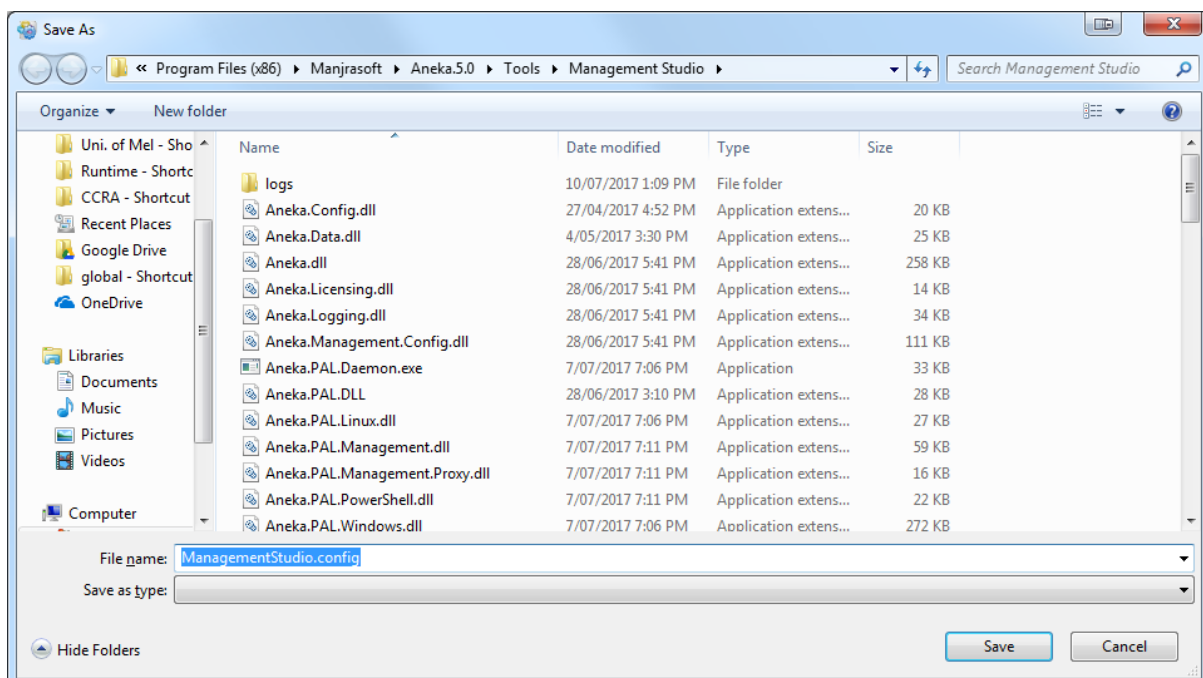 Save As
« Program Files (x86) ▸ Manjrasoft ▸ Aneka.5.0 ▸ Tools ▸ Management Studio ▸ Search Management Studio
Organize New folder
Uni. of Mel - Sho
Runtime - Shortc
CCRA - Shortcut
Recent Places
Google Drive
global - Shortcut
OneDrive
Libraries
Documents
Music
Pictures
Videos
Computer
Name Date modified Type Size
logs 10/07/2017 1:09 PM File folder
Aneka.Config.dll 27/04/2017 4:52 PM Application extens... 20 KB
Aneka.Data.dll 4/05/2017 3:30 PM Application extens... 25 KB
Aneka.dll 28/06/2017 5:41 PM Application extens... 258 KB
Aneka.Licensing.dll 28/06/2017 5:41 PM Application extens... 14 KB
Aneka.Logging.dll 28/06/2017 5:41 PM Application extens... 34 KB
Aneka.Management.Config.dll 28/06/2017 5:41 PM Application extens... 111 KB
Aneka.PAL.Daemon.exe 7/07/2017 7:06 PM Application 33 KB
Aneka.PAL.DLL 28/06/2017 3:10 PM Application extens... 28 KB
Aneka.PAL.Linux.dll 7/07/2017 7:06 PM Application extens... 27 KB
Aneka.PAL.Management.dll 7/07/2017 7:11 PM Application extens... 59 KB
Aneka.PAL.Management.Proxy.dll 7/07/2017 7:11 PM Application extens... 16 KB
Aneka.PAL.PowerShell.dll 7/07/2017 7:11 PM Application extens... 22 KB
Aneka.PAL.Windows.dll 7/07/2017 7:06 PM Application extens... 272 KB
File name: ManagementStudio.config
Save as type:
Hide Folders Save Cancel